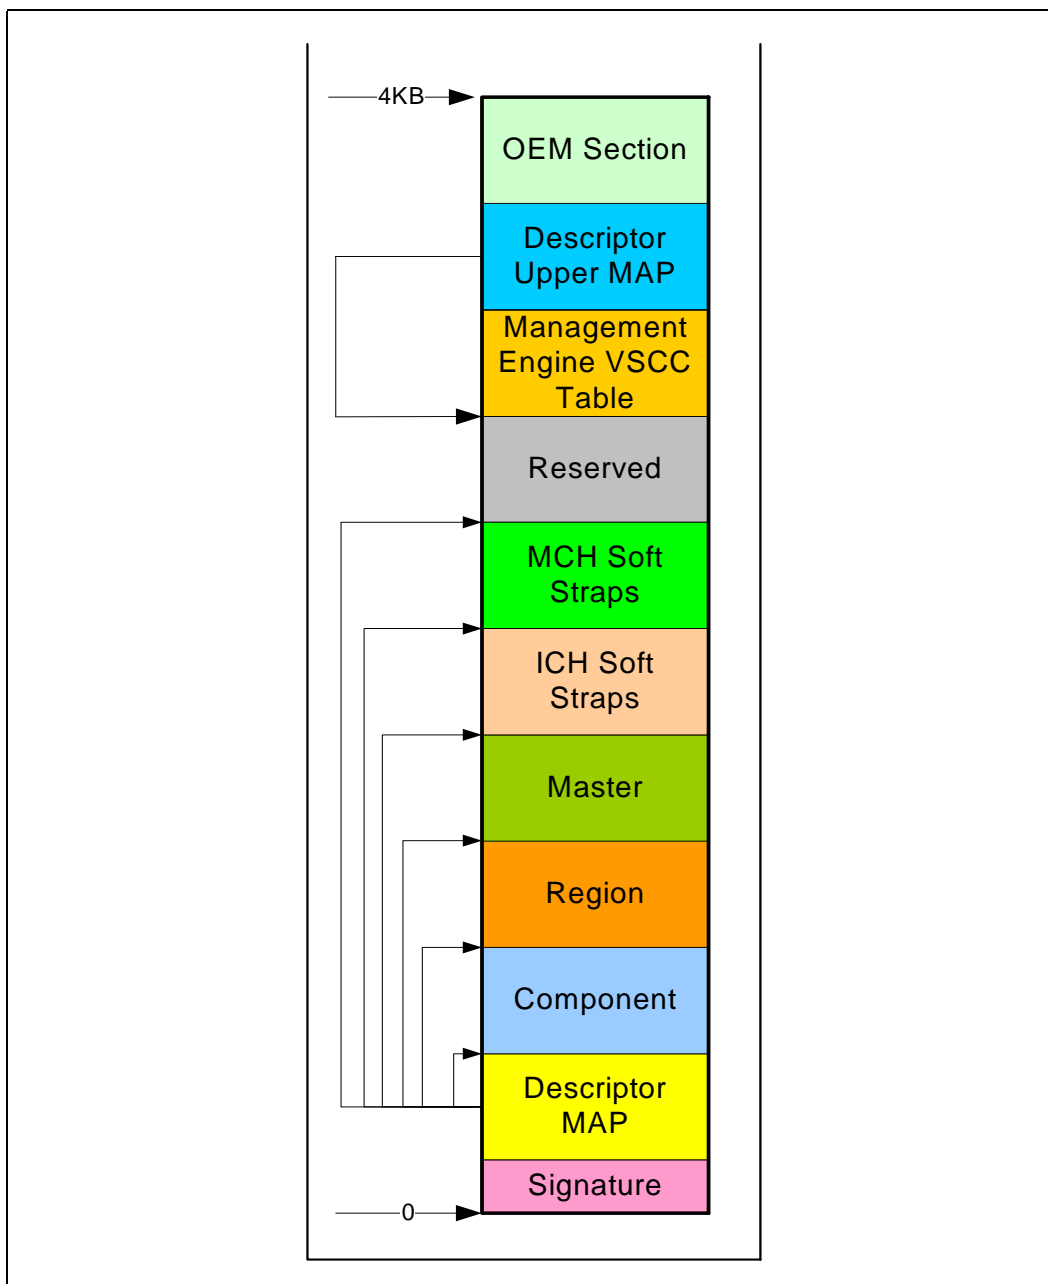 4KB
OEM Section
Descriptor
Upper MAP
Management
Engine VSCC
Table
Reserved
MCH Soft
Straps
ICH Soft
Straps
Master
Region
Component
Descriptor
MAP
Signature
0